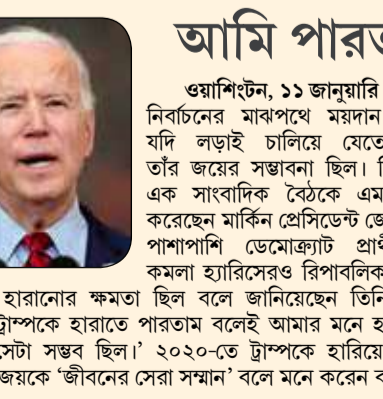 আমি পারত
ওয়াশিংটন, ১১ জানুয়ারি
নির্বাচনের মাঝপথে ময়দান
যদি লড়াই চালিয়ে যেতে
তাঁর জয়ের সম্ভাবনা ছিল।
এক সাংবাদিক বৈঠকে এম
করেছেন মার্কিন প্রেসিডেন্ট জো
পাশাপাশি ডেমোক্র্যাট প্রার্থ
কমলা হ্যারিসেরও রিপাবলিক
হারানোর ক্ষমতা ছিল বলে জানিয়েছেন তিনি
ট্রাম্পকে হারাতে পারতাম বলেই আমার মনে হ
সেটা সম্ভব ছিল।’ ২০২০-তে ট্রাম্পকে হারিয়ে
জয়কে ‘জীবনের সেরা সম্মান’ বলে মনে করেন ব